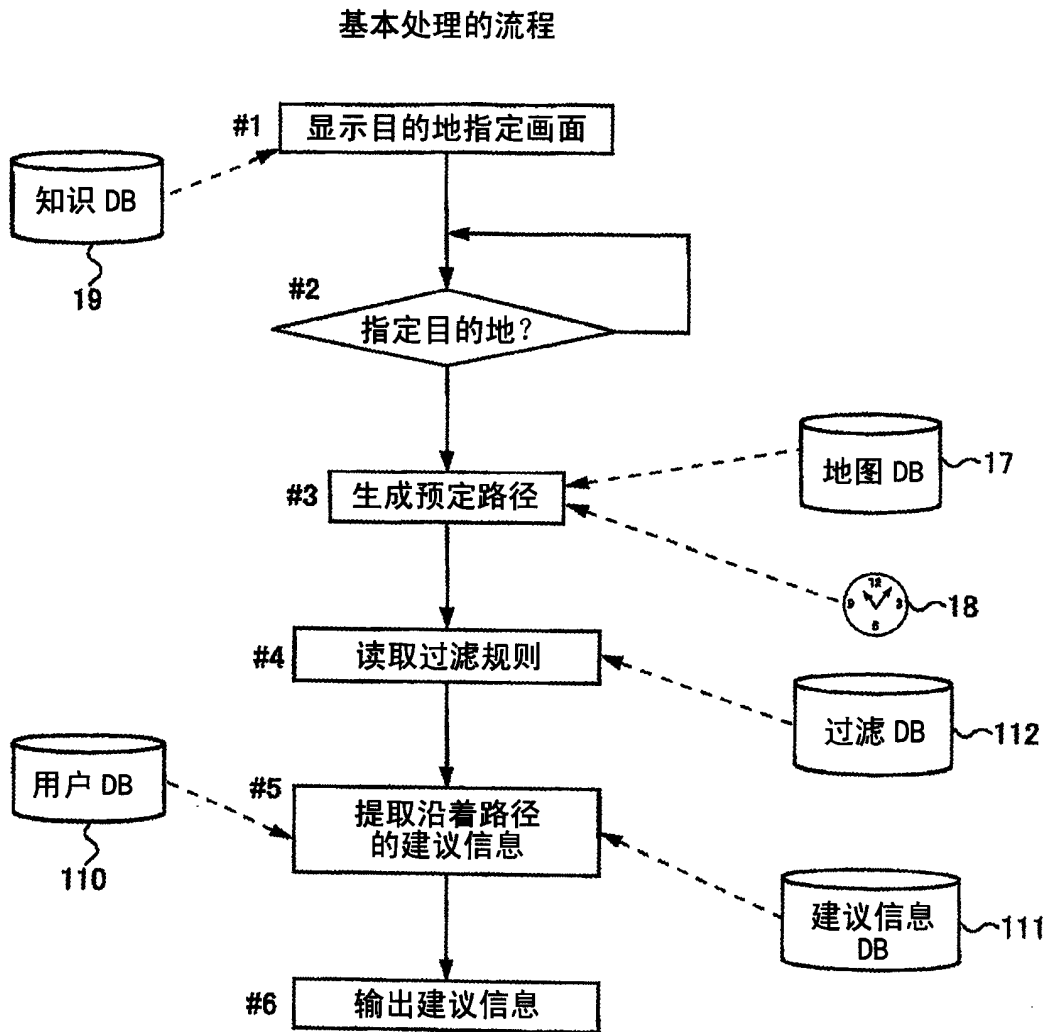 基本处理的流程
#1 显示目的地指定画面
知识 DB
19
#2 指定目的地？
地图 DB 17
#3 生成预定路径
12
9 3
6
18
#4 读取过滤规则
过滤 DB 112
用户 DB
110
#5 提取沿着路径
的建议信息
建议信息
DB
111
#6 输出建议信息